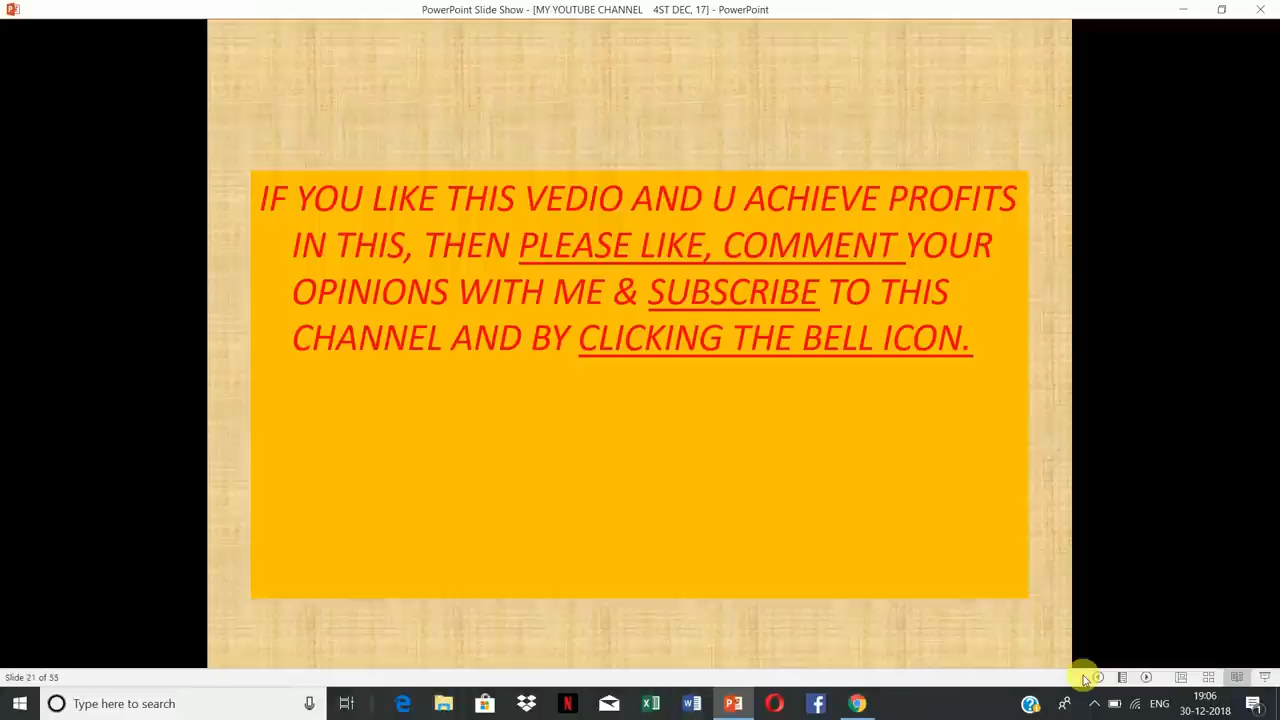 PowerPoint Slide Show - [MY YOUTUBE CHANNEL 4ST DEC, 17] - PowerPoint
IF YOU LIKE THIS VEDIO AND U ACHIEVE PROFITS
IN THIS, THEN PLEASE LIKE, COMMENT YOUR
OPINIONS WITH ME & SUBSCRIBE TO THIS
CHANNEL AND BY CLICKING THE BELL ICON.
Slide 21 of 53
Type here to search
ENG
19:06
30-12-2018